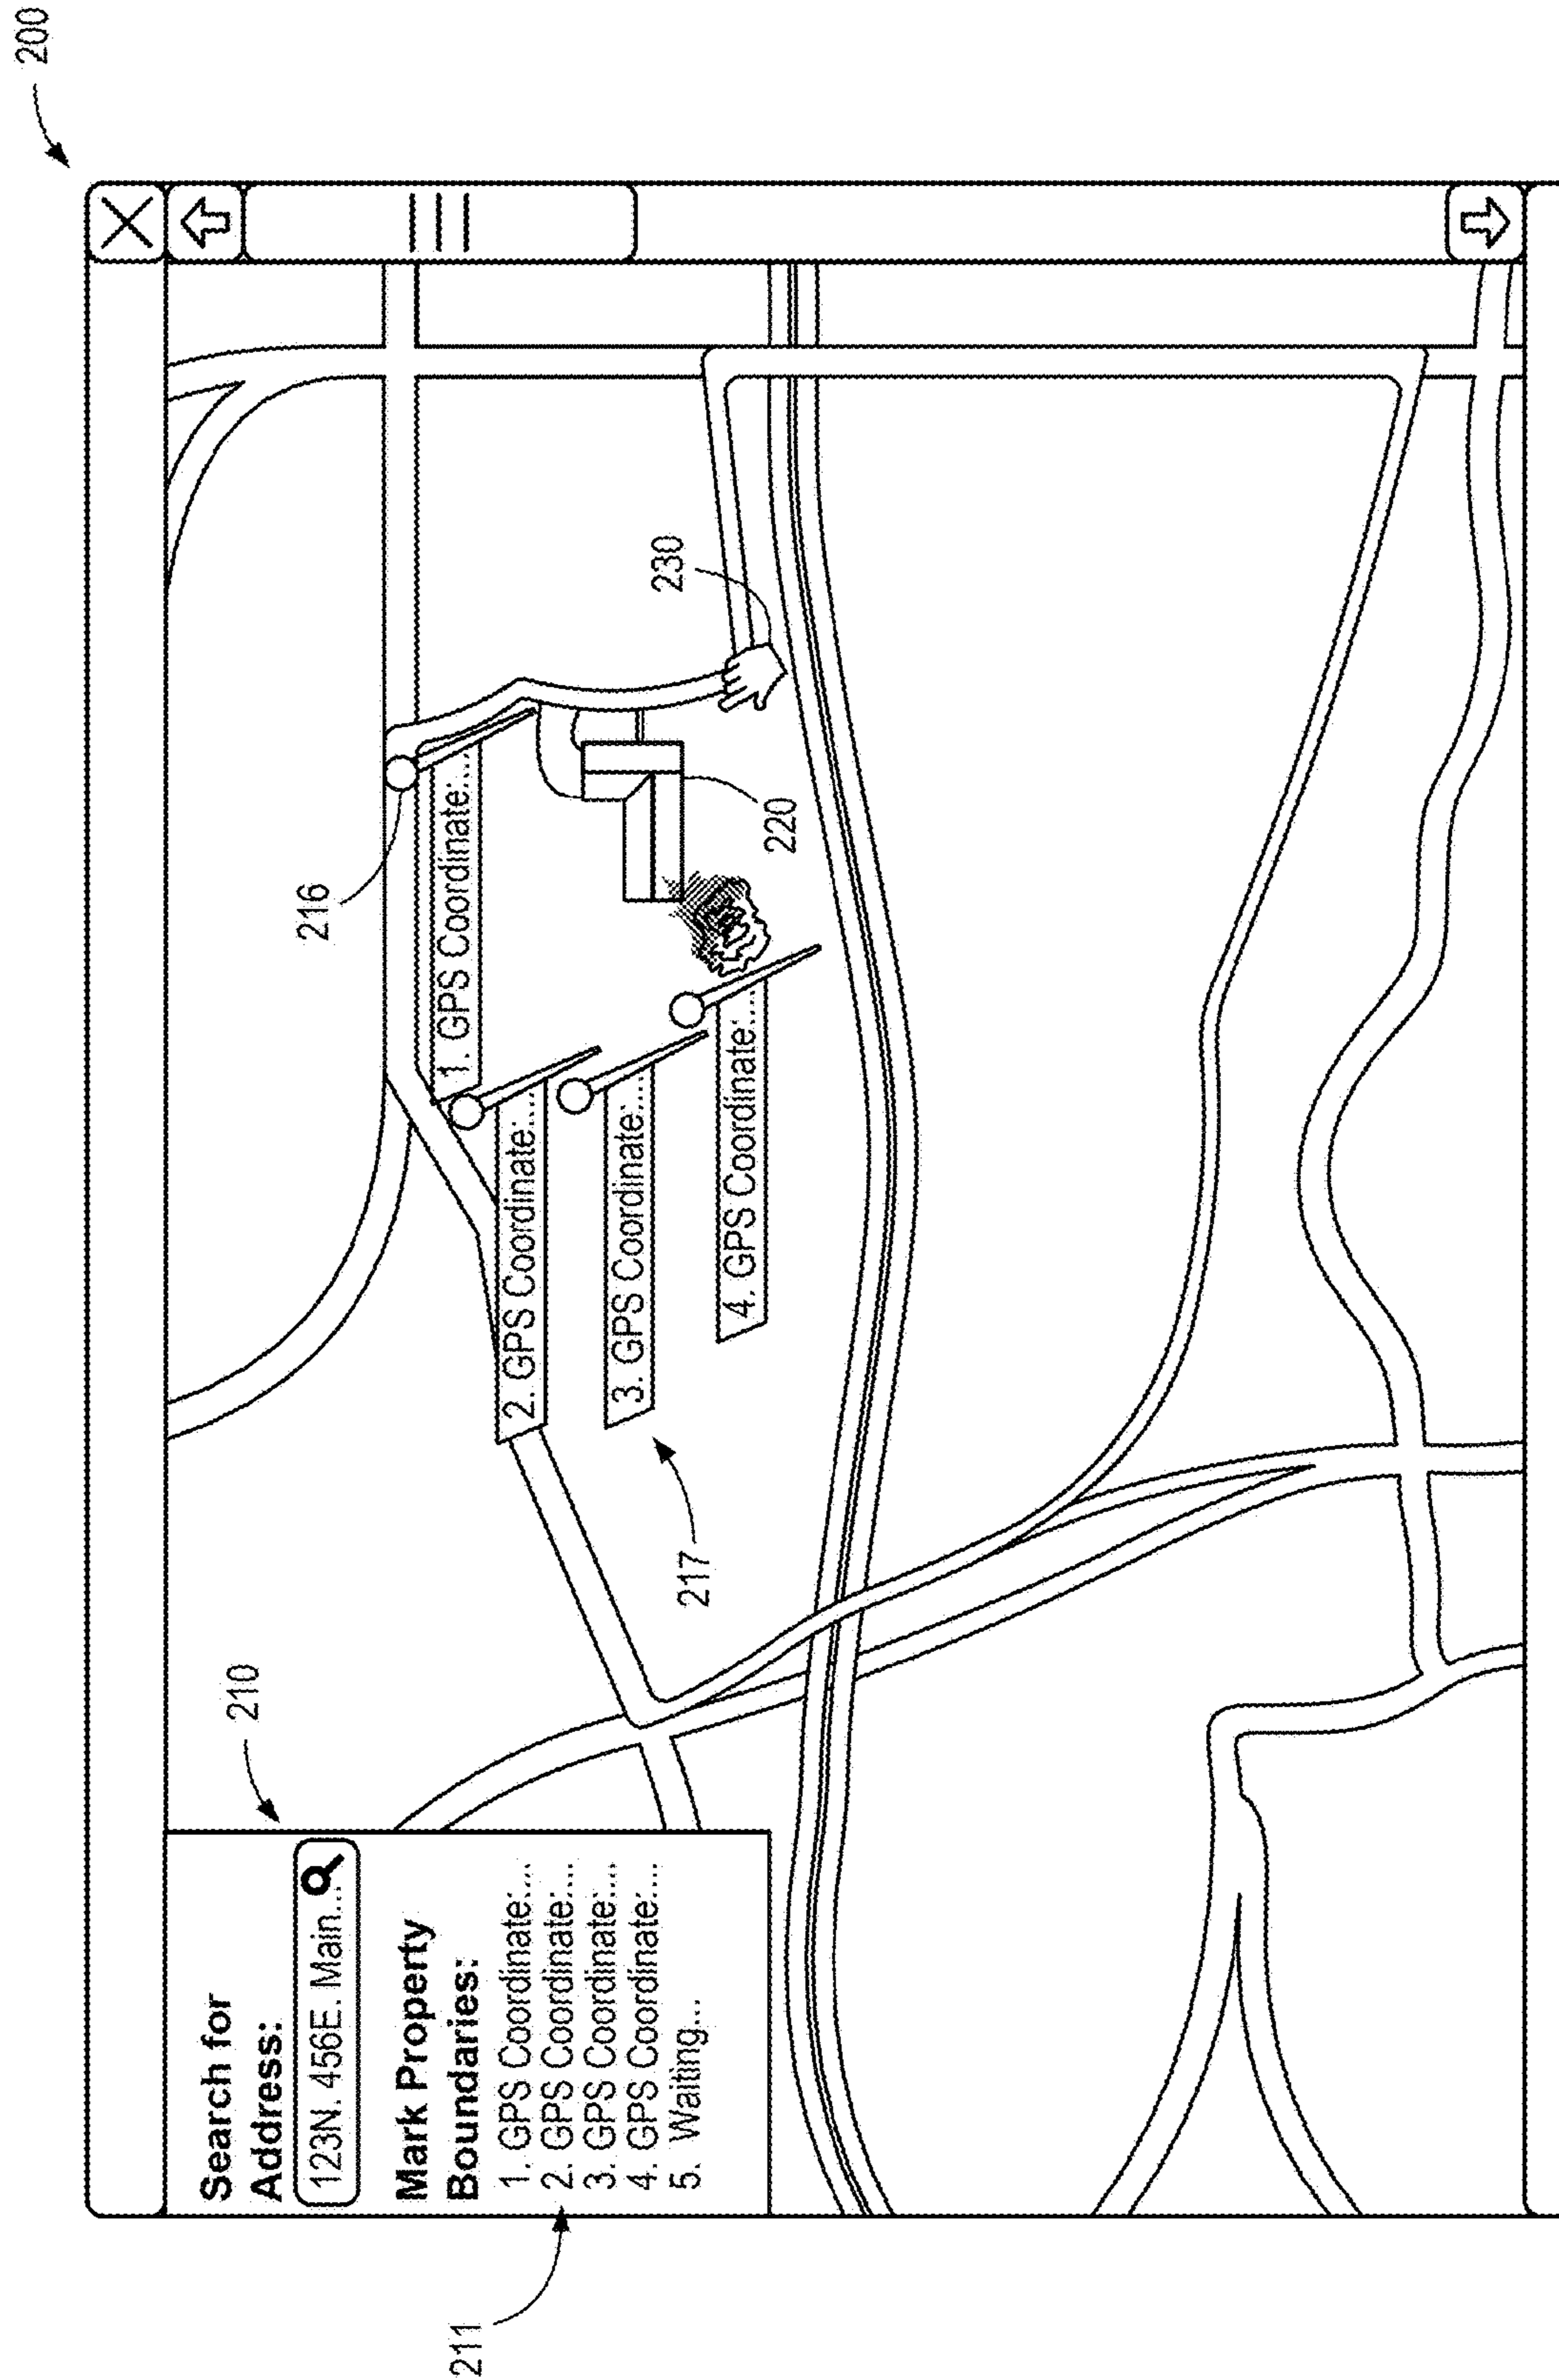 200
Search for
Address:
123N. 456E. Main...
Mark Property
Boundaries:
1. GPS Coordinate:...
2. GPS Coordinate:...
3. GPS Coordinate:...
4. GPS Coordinate:...
5. Waiting...
210
211
216
1. GPS Coordinate:...
2. GPS Coordinate:...
3. GPS Coordinate:...
4. GPS Coordinate:...
217
220
230